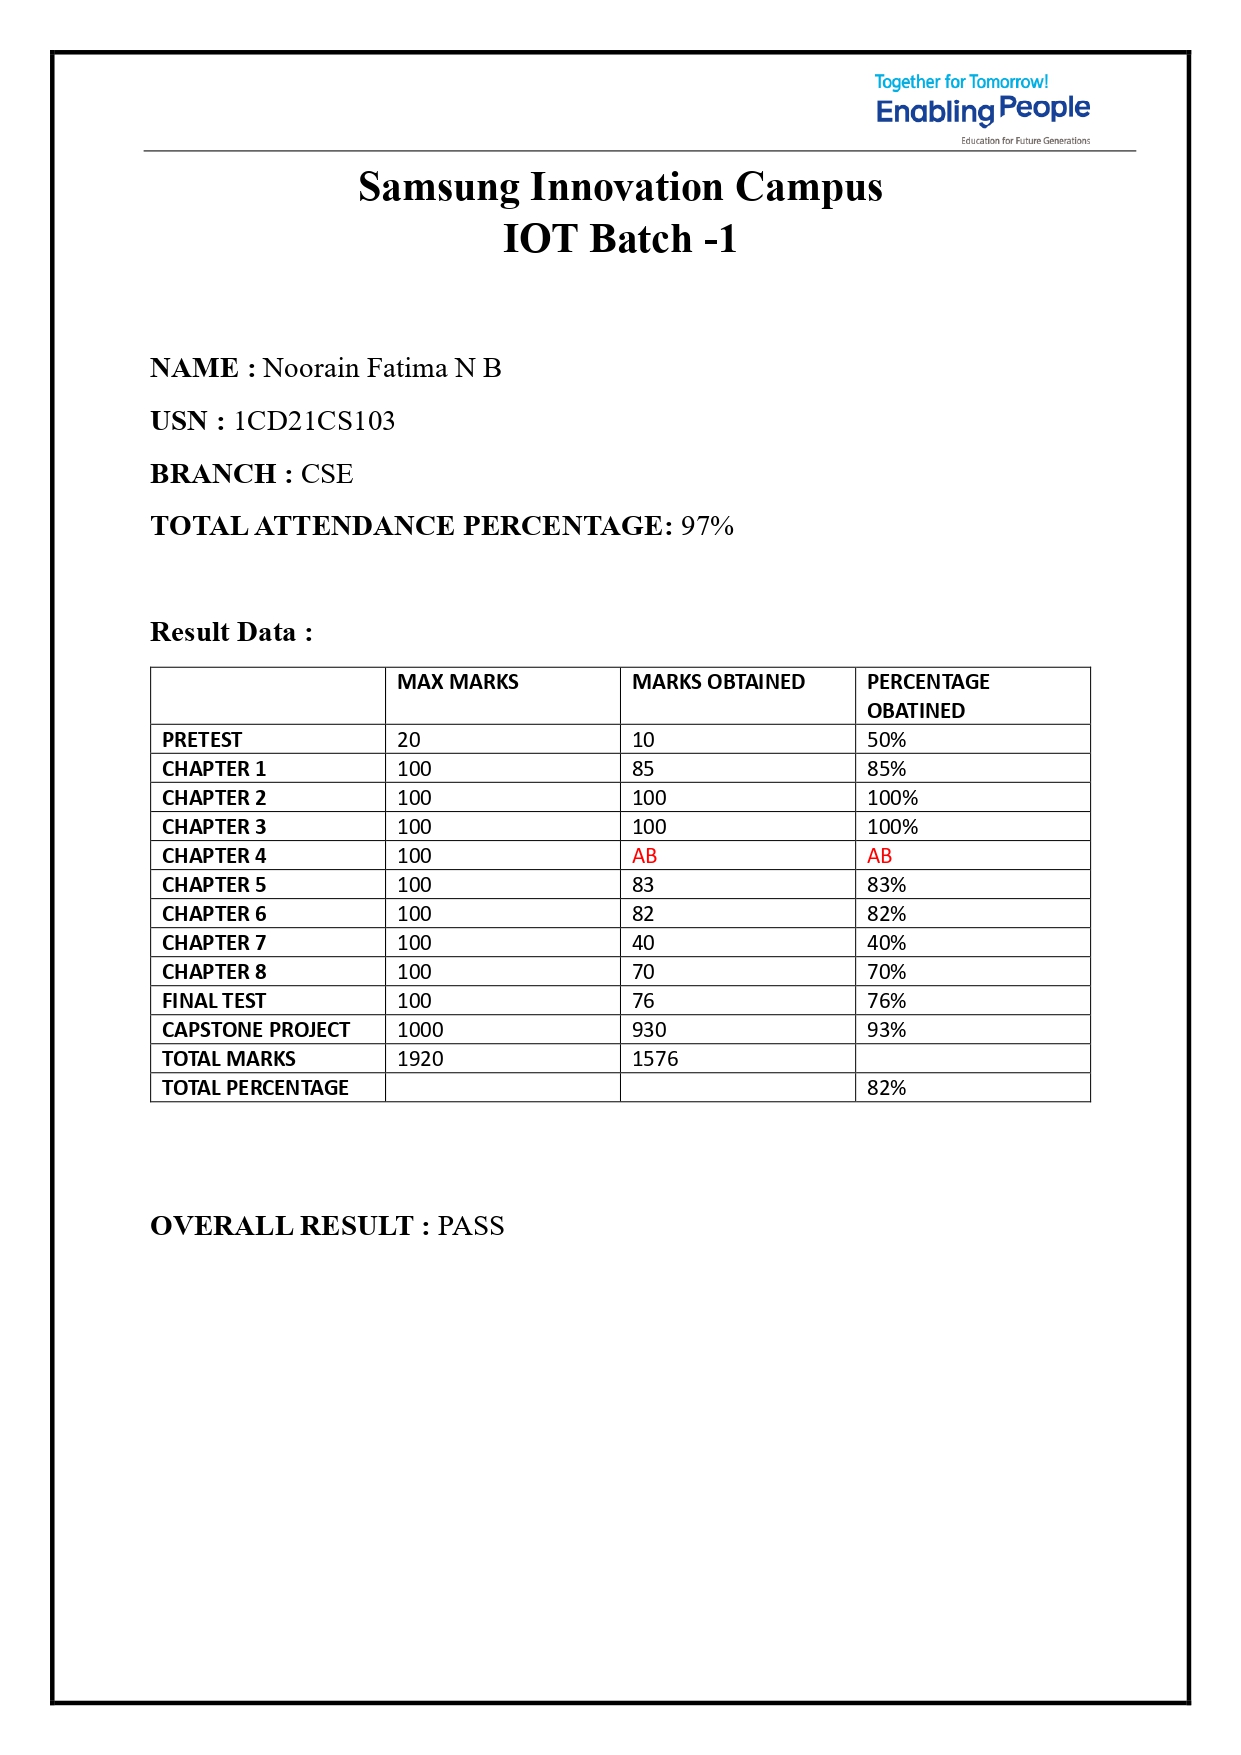 Together for Tomorrow!
Enabling People
Education for Future Generations
Samsung Innovation Campus
IOT Batch -1
NAME : Noorain Fatima N B
USN : 1CD21CS103
BRANCH : CSE
TOTAL ATTENDANCE PERCENTAGE: 97%
Result Data :
MAX MARKS MARKS OBTAINED PERCENTAGE
OBATINED
PRETEST 20 10 50%
CHAPTER 1 100 85 85%
CHAPTER 2 100 100 100%
CHAPTER 3 100 100 100%
CHAPTER 4 100 AB AB
CHAPTER 5 100 83 83%
CHAPTER 6 100 82 82%
CHAPTER 7 100 40 40%
CHAPTER 8 100 70 70%
FINAL TEST 100 76 76%
CAPSTONE PROJECT 1000 930 93%
TOTAL MARKS 1920 1576
TOTAL PERCENTAGE 82%
OVERALL RESULT : PASS